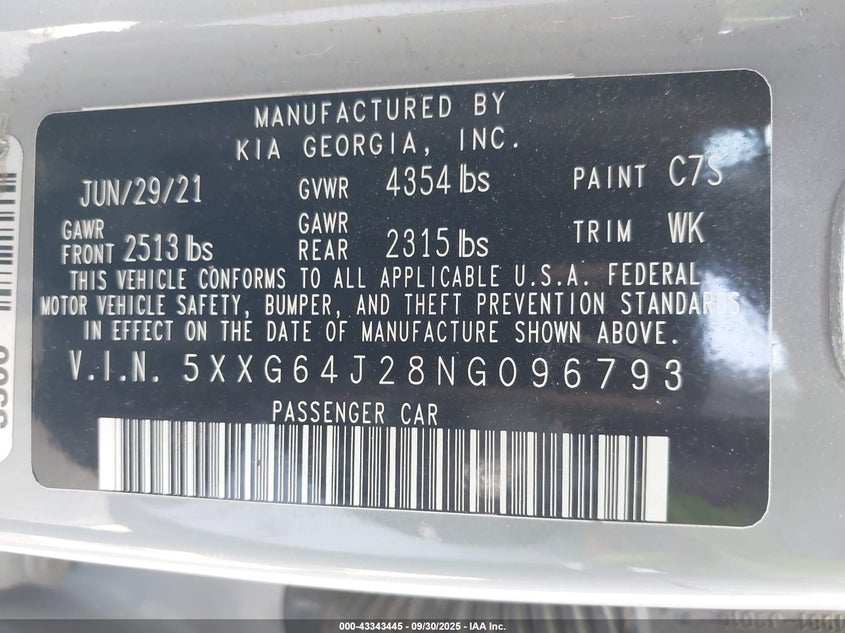 MANUFACTURED BY
KIA GEORGIA, INC.
JUN/29/21 GVWR 4354 lbs PAINT C7S
GAWR FRONT 2513 lbs GAWR REAR 2315 lbs TRIM WK
THIS VEHICLE CONFORMS TO ALL APPLICABLE U.S.A. FEDERAL
MOTOR VEHICLE SAFETY, BUMPER, AND THEFT PREVENTION STANDARDS
IN EFFECT ON THE DATE OF MANUFACTURE SHOWN ABOVE.
V.I.N. 5XXG64J28NG096793
PASSENGER CAR
000-43343445 - 09/30/2025 - IAA Inc.